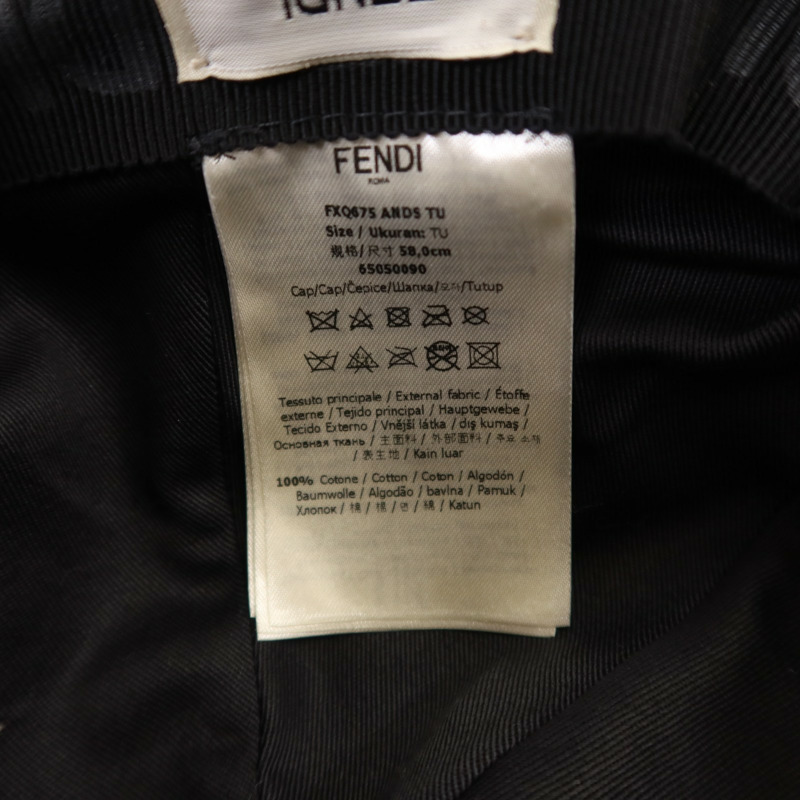 FENDI
ROMA
FXQ675 ANDS TU
Size / Ukuran: TU
規格/尺寸 58,0cm
65050090
Cap/Cap/Čepice/Шапка/모자/Tutup
Tessuto principale / External fabric / Étoffe
externe / Tejido principal / Hauptgewebe /
Tecido Externo / Vnější látka / dış kumaş /
Основная ткань / 主面料 / 外部面料 / 주요 소재
/ 表生地 / Kain luar
100% Cotone / Cotton / Coton / Algodón /
Baumwolle / Algodão / bavlna / Pamuk /
Хлопок / 棉 / 棉 / 면 / 綿 / Katun